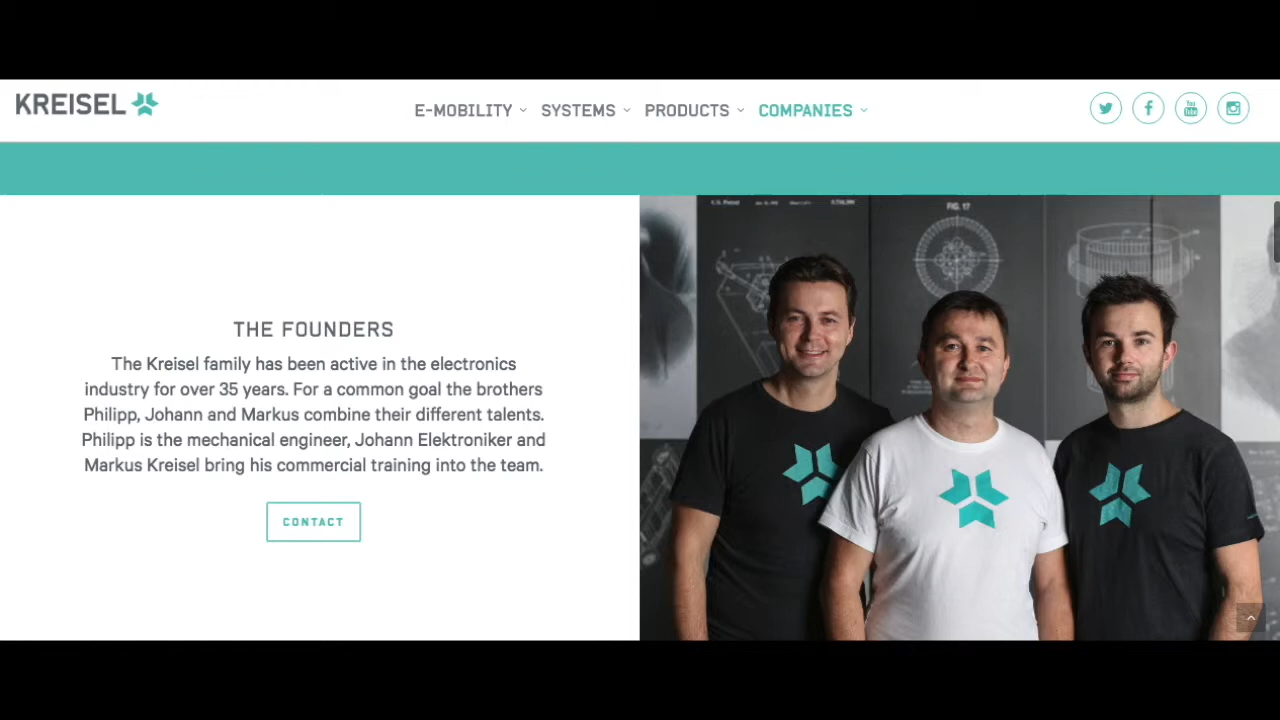 KREISEL
E-MOBILITY
SYSTEMS
PRODUCTS
COMPANIES
You
Tube
THE FOUNDERS
The Kreisel family has been active in the electronics
industry for over 35 years. For a common goal the brothers
Philipp, Johann and Markus combine their different talents.
Philipp is the mechanical engineer, Johann Elektroniker and
Markus Kreisel bring his commercial training into the team.
CONTACT
FIG. 17